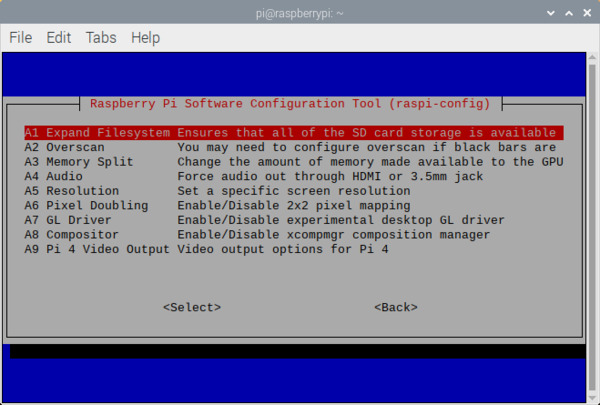 pi@raspberrypi: ~
File Edit Tabs Help
Raspberry Pi Software Configuration Tool (raspi-config)
A1 Expand Filesystem Ensures that all of the SD card storage is available
A2 Overscan You may need to configure overscan if black bars are
A3 Memory Split Change the amount of memory made available to the GPU
A4 Audio Force audio out through HDMI or 3.5mm jack
A5 Resolution Set a specific screen resolution
A6 Pixel Doubling Enable/Disable 2x2 pixel mapping
A7 GL Driver Enable/Disable experimental desktop GL driver
A8 Compositor Enable/Disable xcompmgr composition manager
A9 Pi 4 Video Output Video output options for Pi 4
<Select> <Back>